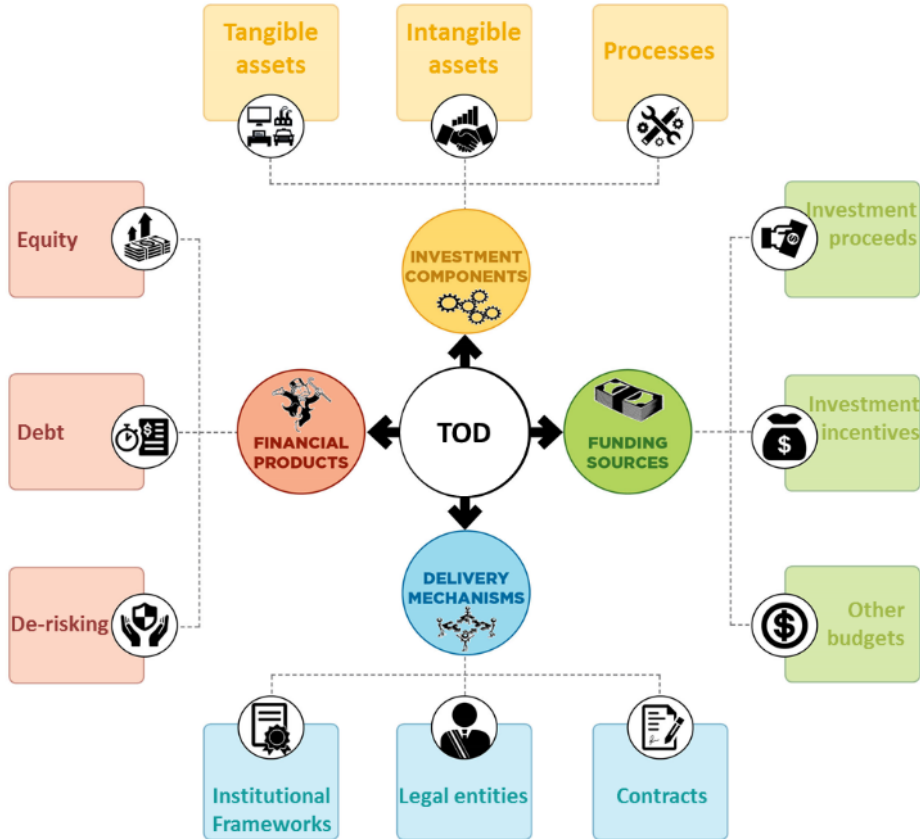 Tangible
assets
Intangible
assets
Processes
Equity
INVESTMENT
COMPONENTS
Investment
proceeds
Debt
$
FINANCIAL
PRODUCTS
TOD
FUNDING
SOURCES
Investment
incentives
$
De-risking
DELIVERY
MECHANISMS
Other
budgets
$
Institutional
Frameworks
Legal entities
Contracts